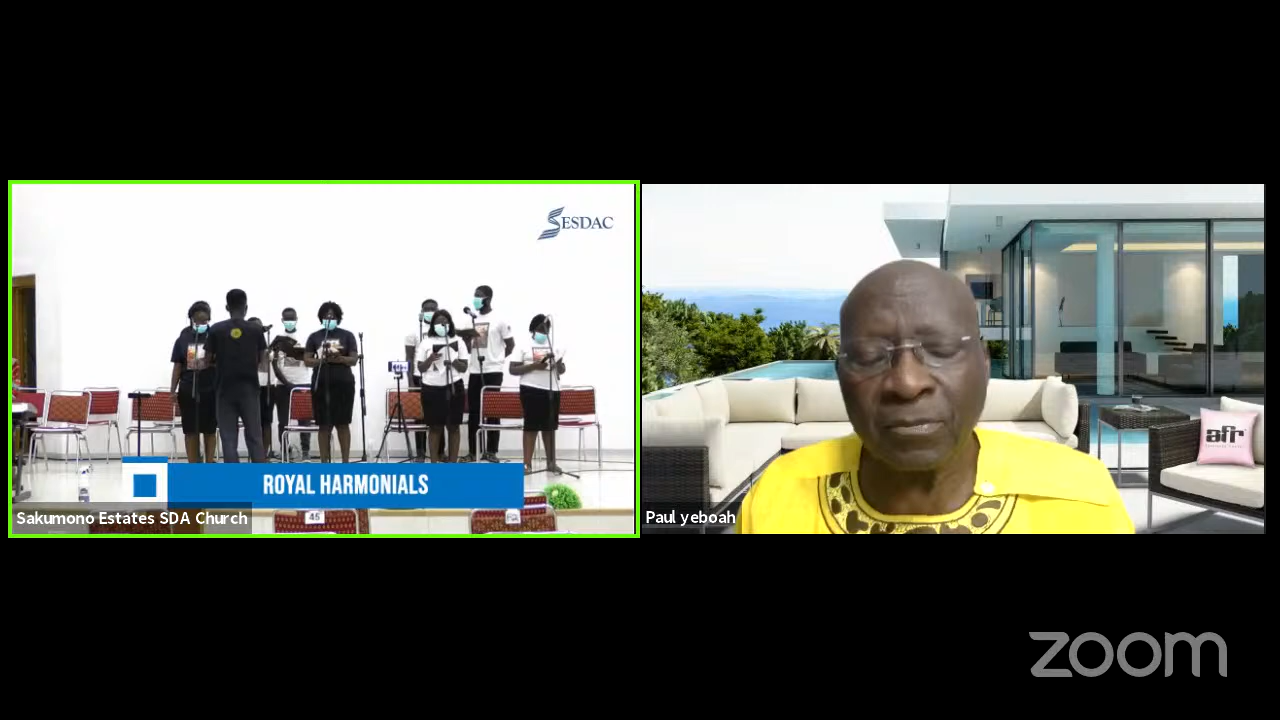 SESDAC
ROYAL HARMONIALS
Sakumono Estates SDA Church
45
Paul yeboah
afr
zoom